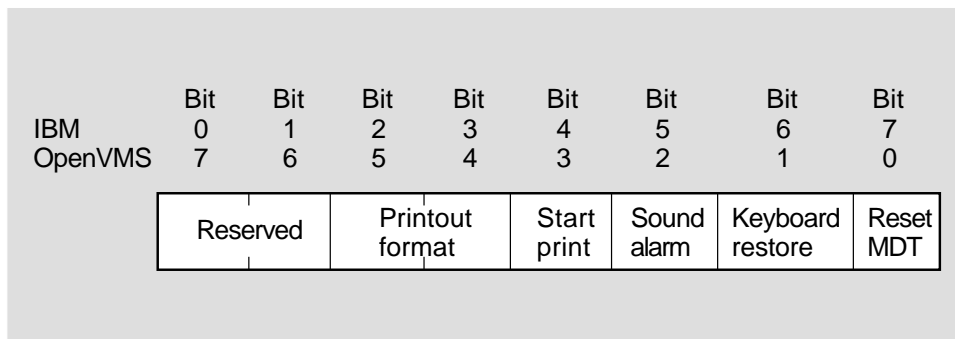 Bit Bit Bit Bit Bit Bit Bit Bit
IBM 0 1 2 3 4 5 6 7
OpenVMS 7 6 5 4 3 2 1 0
Reserved
Printout
format
Start
print
Sound
alarm
Keyboard
restore
Reset
MDT